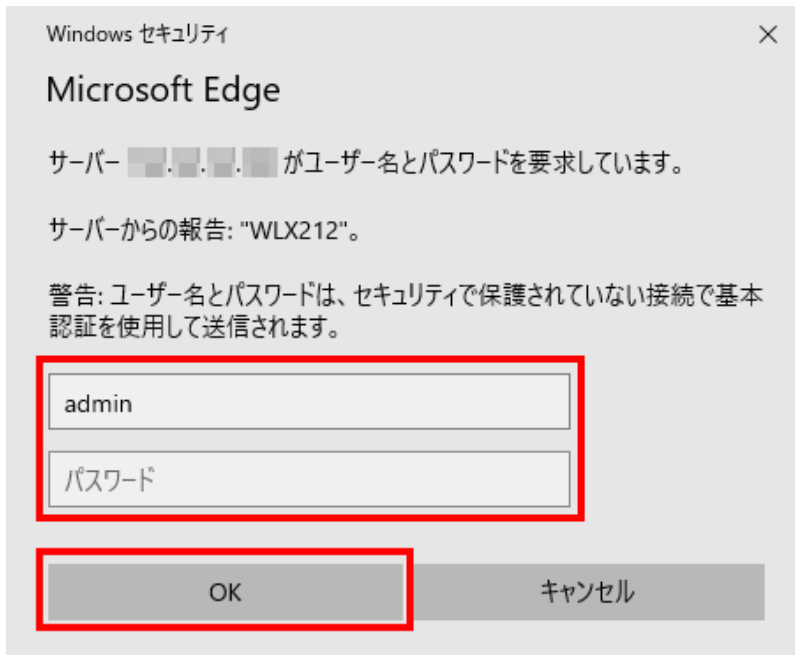 Windows セキュリティ
Microsoft Edge
サーバー . . . がユーザー名とパスワードを要求しています。
サーバーからの報告: "WLX212"。
警告: ユーザー名とパスワードは、セキュリティで保護されていない接続で基本
認証を使用して送信されます。
admin
パスワード
OK
キャンセル